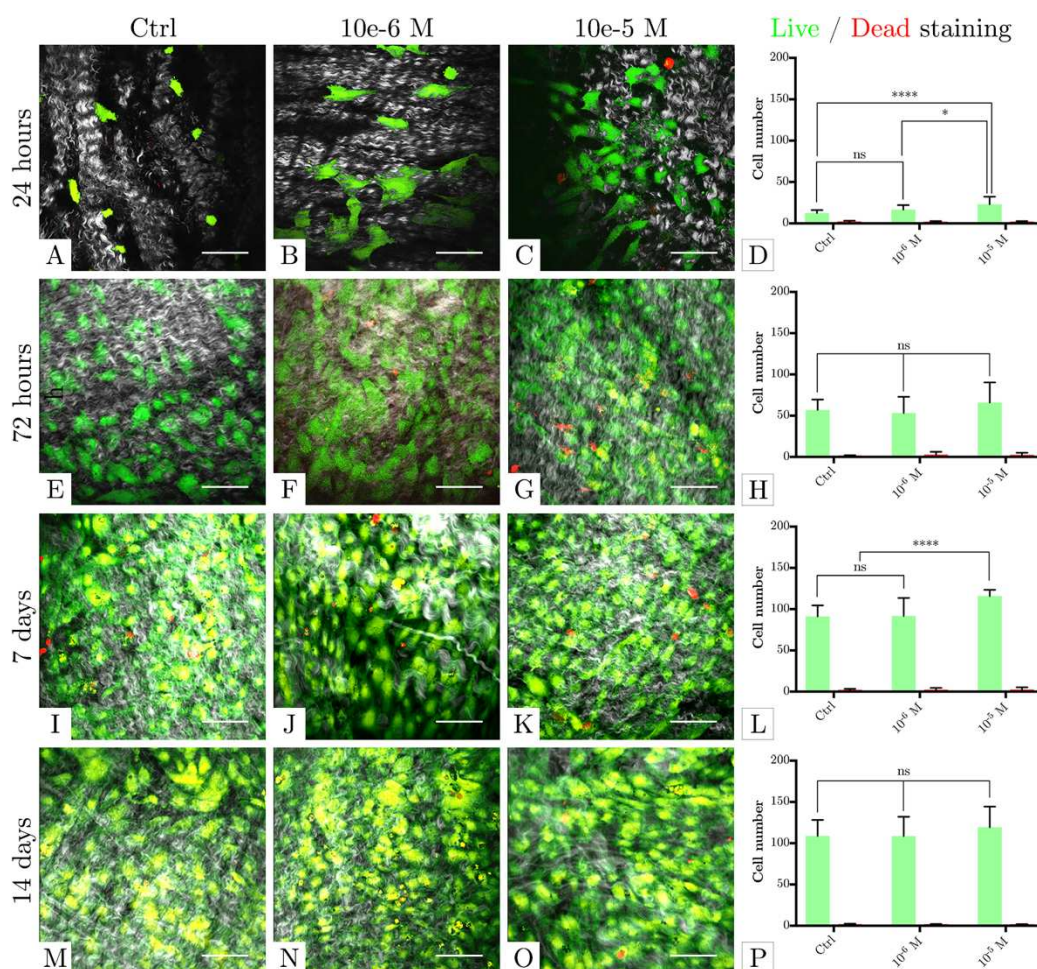 Ctrl 10e-6 M 10e-5 M Live / Dead staining
24 hours
A B C D
Cell number
200
150
100
50
0
ns
****
*
Ctrl 10⁻⁶ M 10⁻⁵ M
72 hours
h
E F G H
Cell number
200
150
100
50
0
ns
Ctrl 10⁻⁶ M 10⁻⁵ M
7 days
I J K L
Cell number
200
150
100
50
0
ns
****
Ctrl 10⁻⁶ M 10⁻⁵ M
14 days
M N O P
Cell number
200
150
100
50
0
ns
Ctrl 10⁻⁶ M 10⁻⁵ M